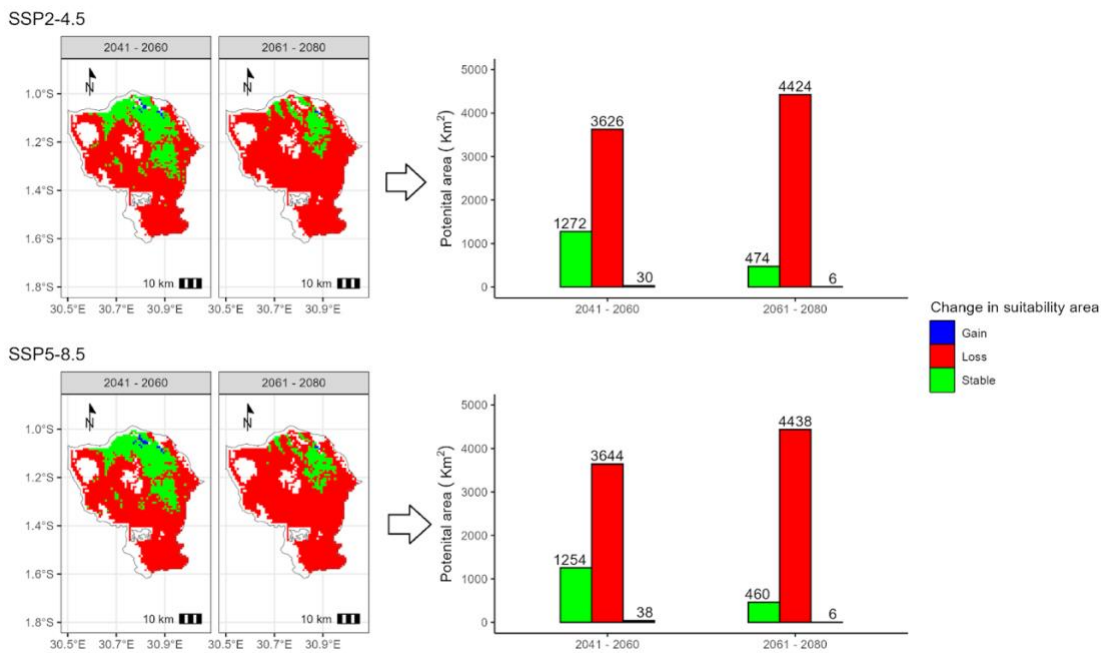 SSP2-4.5
2041 - 2060
2061 - 2080
N
N
1.0°S
1.2°S
1.4°S
1.6°S
1.8°S
10 km
10 km
30.5°E 30.7°E 30.9°E
30.5°E 30.7°E 30.9°E
Potenital area ( Km²)
5000
4000
3000
2000
1000
0
1272
3626
30
474
4424
6
2041 - 2060
2061 - 2080
Change in suitability area
Gain
Loss
Stable
SSP5-8.5
2041 - 2060
2061 - 2080
N
N
1.0°S
1.2°S
1.4°S
1.6°S
1.8°S
10 km
10 km
30.5°E 30.7°E 30.9°E
30.5°E 30.7°E 30.9°E
Potenital area ( Km²)
5000
4000
3000
2000
1000
0
1254
3644
38
460
4438
6
2041 - 2060
2061 - 2080